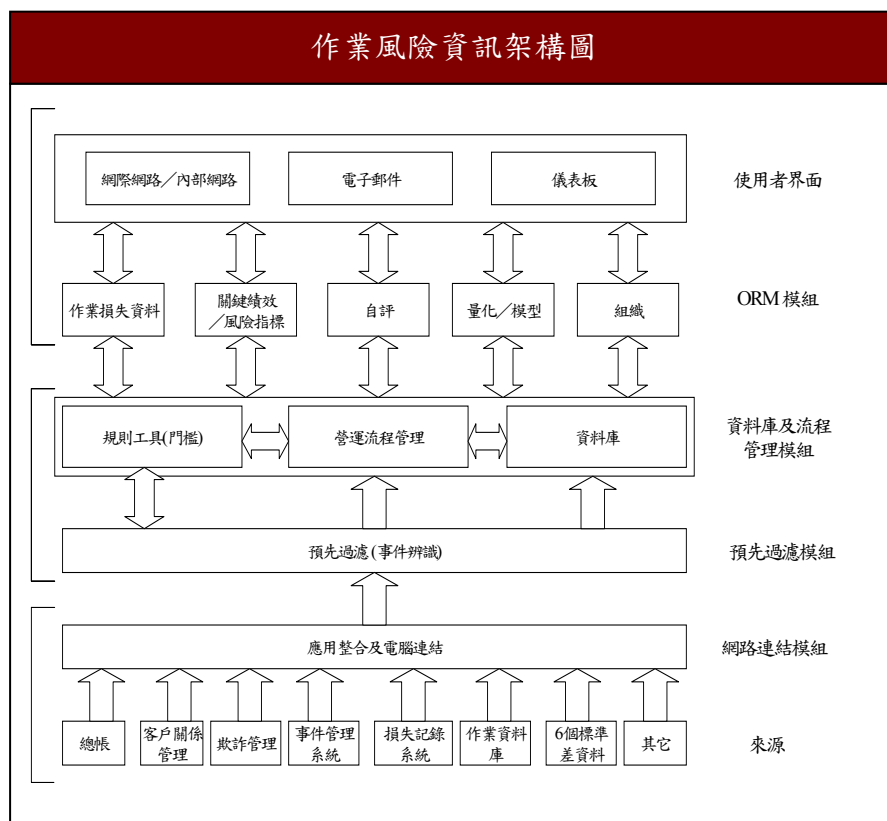 作業風險資訊架構圖
網際網路／內部網路
電子郵件
儀表板
使用者界面
作業損失資料
關鍵績效
／風險指標
自評
量化／模型
組織
ORM 模組
規則工具(門檻)
營運流程管理
資料庫
資料庫及流程
管理模組
預先過濾(事件辨識)
預先過濾模組
應用整合及電腦連結
網路連結模組
總帳
客戶關係
管理
欺詐管理
事件管理
系統
損失記錄
系統
作業資料
庫
6個標準
差資料
其它
來源